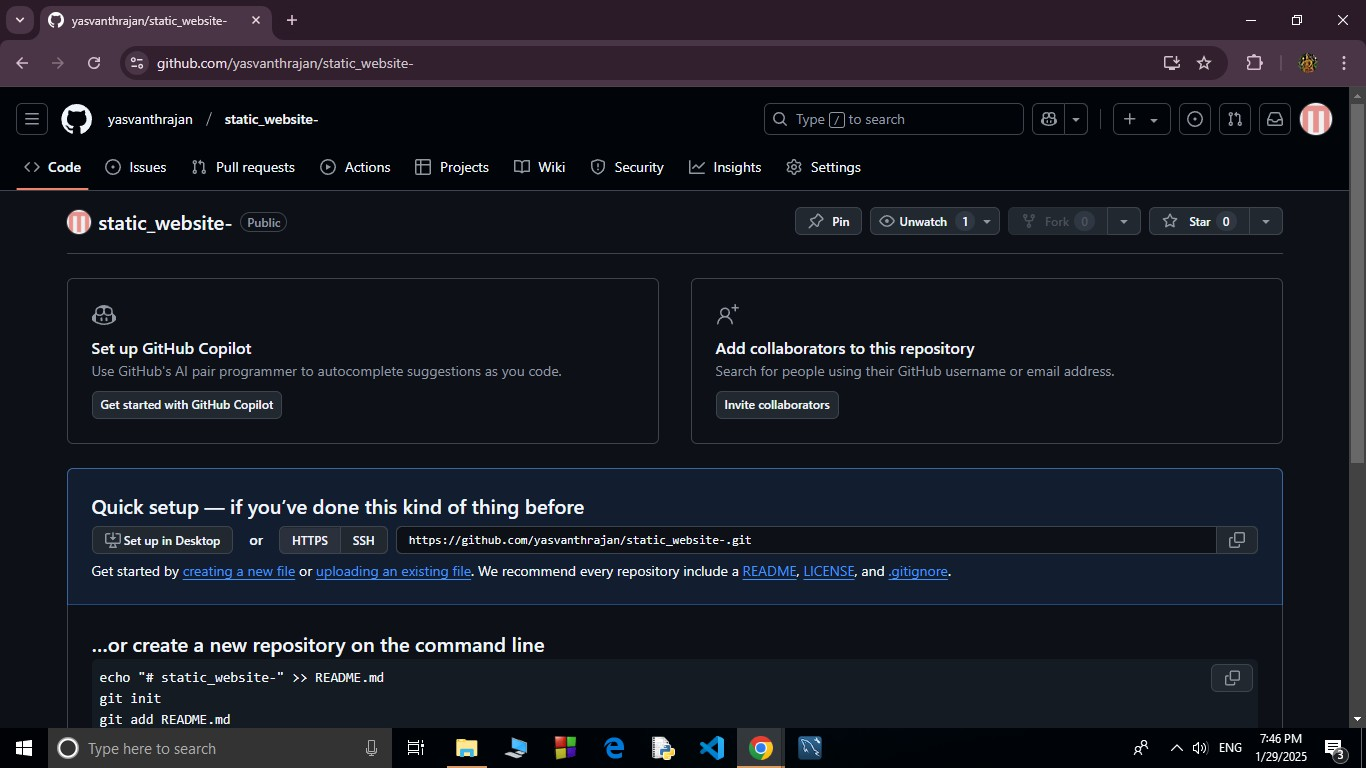 yasvanthrajan/static_website-
github.com/yasvanthrajan/static_website-
yasvanthrajan / static_website-
Type / to search
Code Issues Pull requests Actions Projects Wiki Security Insights Settings
static_website- Public
Pin Unwatch 1 Fork 0 Star 0
Set up GitHub Copilot
Use GitHub's AI pair programmer to autocomplete suggestions as you code.
Get started with GitHub Copilot
Add collaborators to this repository
Search for people using their GitHub username or email address.
Invite collaborators
Quick setup — if you’ve done this kind of thing before
Set up in Desktop or HTTPS SSH https://github.com/yasvanthrajan/static_website-.git
Get started by creating a new file or uploading an existing file. We recommend every repository include a README, LICENSE, and .gitignore.
…or create a new repository on the command line
echo "# static_website-" >> README.md
git init
git add README.md
Type here to search
ENG
7:46 PM
1/29/2025
3